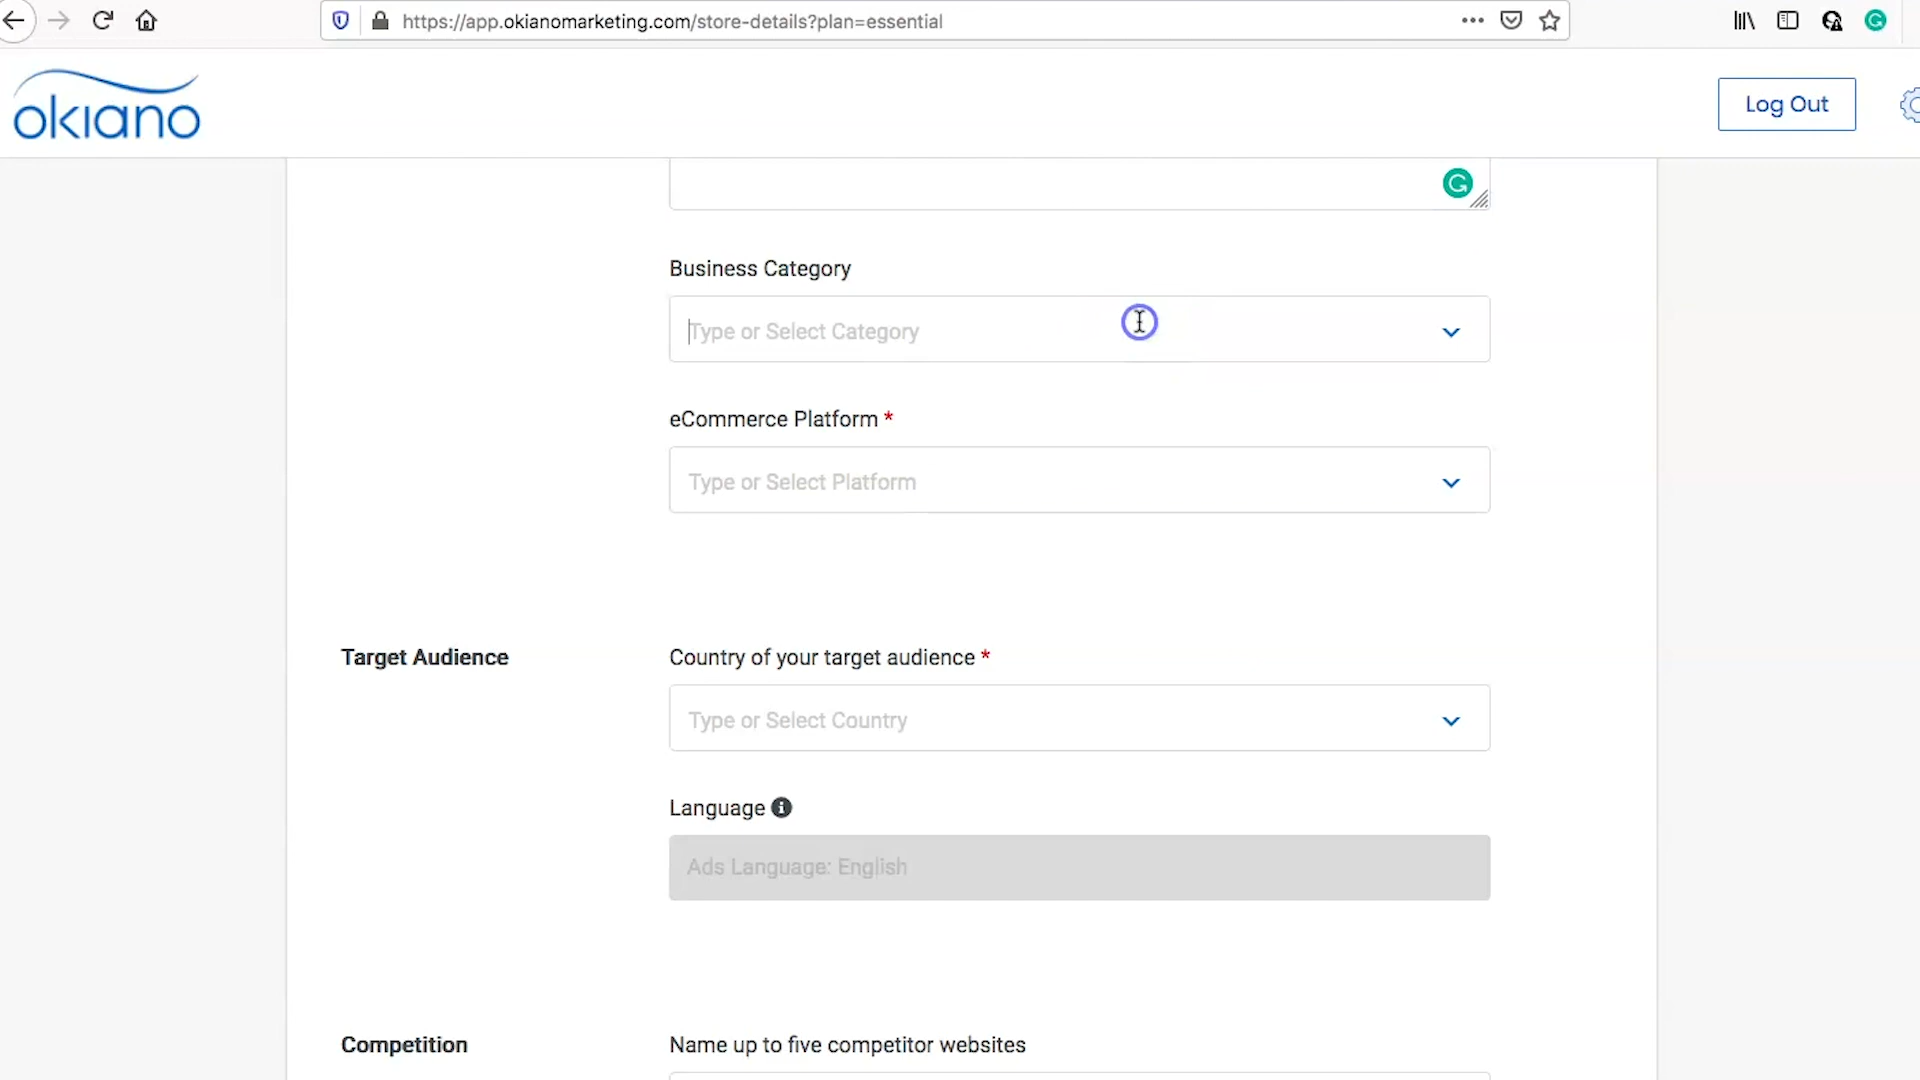 https://app.okianomarketing.com/store-details?plan=essential
okiano
Log Out
Business Category
Type or Select Category
eCommerce Platform *
Type or Select Platform
Target Audience
Country of your target audience *
Type or Select Country
Language
Ads Language: English
Competition
Name up to five competitor websites